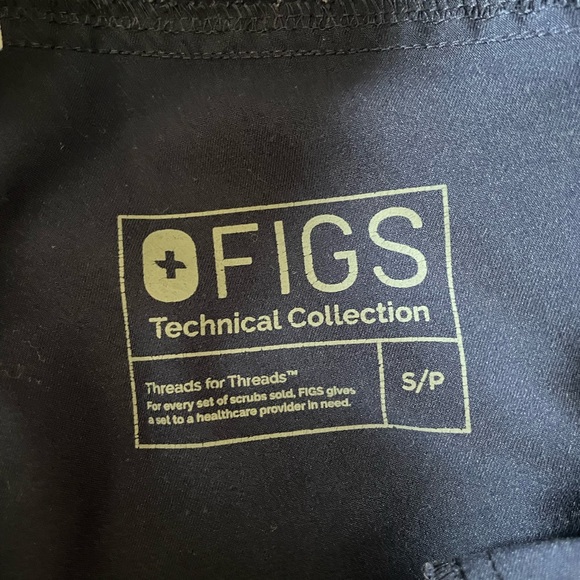 FIGS
Technical Collection
Threads for Threads™
For every set of scrubs sold, FIGS gives
a set to a healthcare provider in need.
S/P